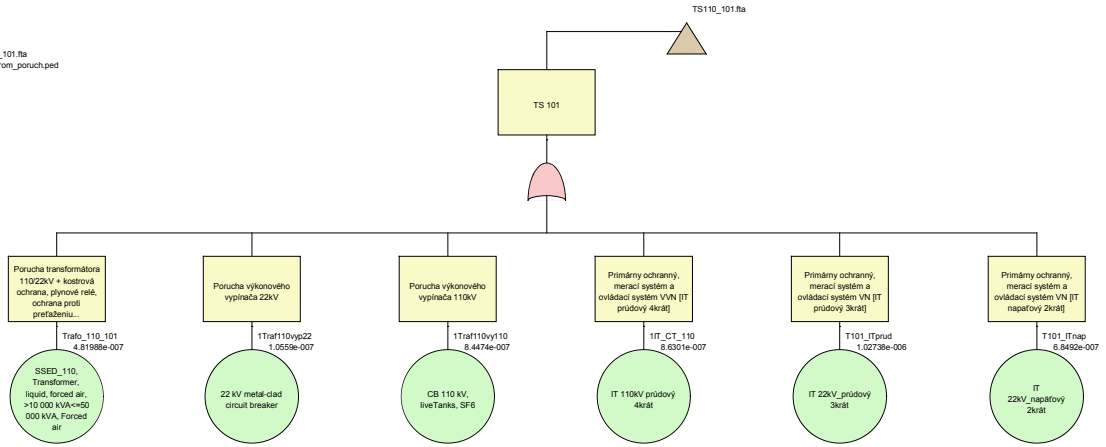 TS110_101.fta
_101.fta
rom_poruch.ped
TS 101
Porucha transformátora
110/22kV + kostrová
ochrana, plynové relé,
ochrana proti
preťaženiu...
Porucha výkonového
vypínača 22kV
Porucha výkonového
vypínača 110kV
Primárny ochranný,
merací systém a
ovládací systém VVN [IT
prúdový 4krát]
Primárny ochranný,
merací systém a
ovládací systém VN [IT
prúdový 3krát]
Primárny ochranný,
merací systém a
ovládací systém VN [IT
napaťový 2krát]
Trafo_110_101
4.81988e-007
1Traf110vyp22
1.0559e-007
1Traf110vy110
8.4474e-007
1IT_CT_110
8.6301e-007
T101_ITprud
1.02738e-006
T101_ITnap
6.8492e-007
SSED_110,
Transformer,
liquid, forced air,
>10 000 kVA<=50
000 kVA, Forced
air
22 kV metal-clad
circuit breaker
CB 110 kV,
liveTanks, SF6
IT 110kV prúdový
4krát
IT 22kV_prúdový
3krát
IT
22kV_napäťový
2krát